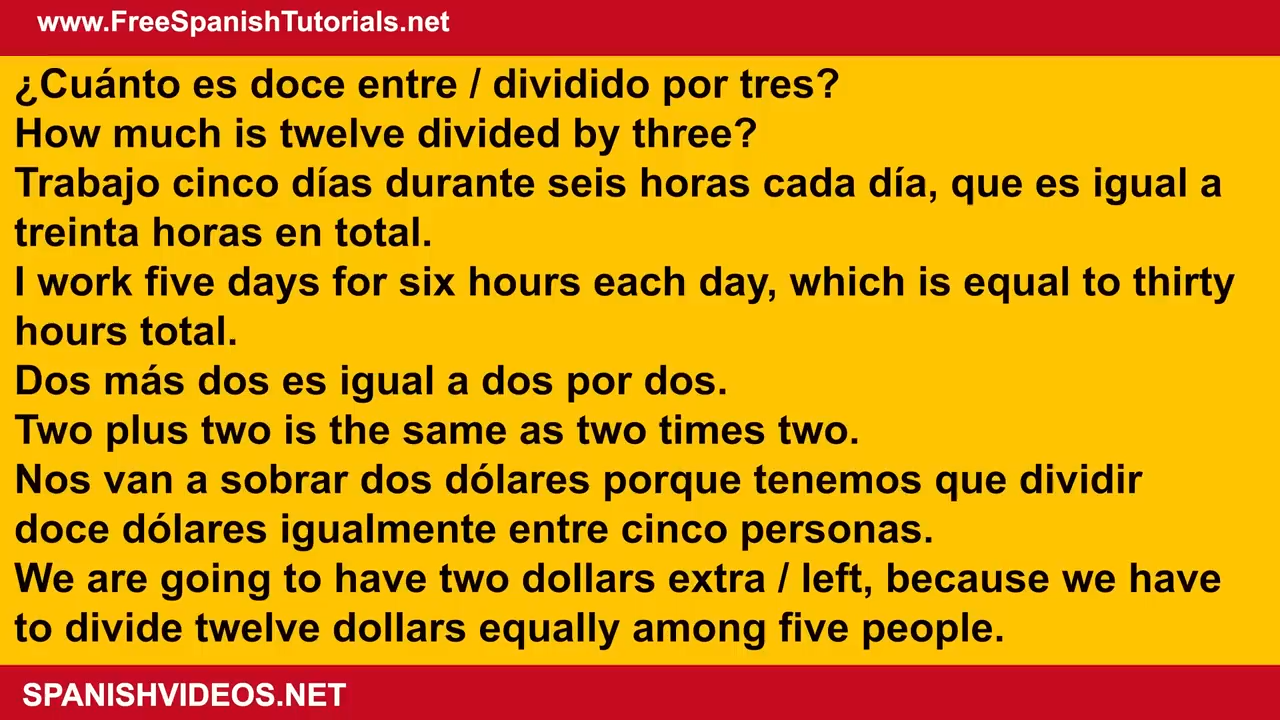 www.FreeSpanishTutorials.net
¿Cuánto es doce entre / dividido por tres?
How much is twelve divided by three?
Trabajo cinco días durante seis horas cada día, que es igual a
treinta horas en total.
I work five days for six hours each day, which is equal to thirty
hours total.
Dos más dos es igual a dos por dos.
Two plus two is the same as two times two.
Nos van a sobrar dos dólares porque tenemos que dividir
doce dólares igualmente entre cinco personas.
We are going to have two dollars extra / left, because we have
to divide twelve dollars equally among five people.
SPANISHVIDEOS.NET